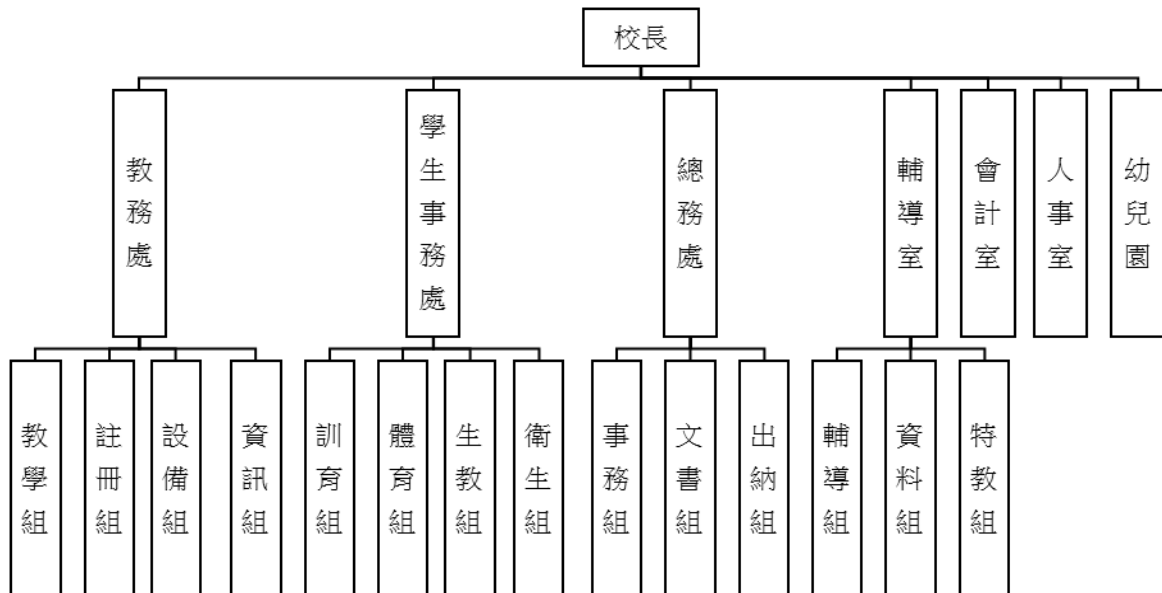 校長
教務處
學生事務處
總務處
輔導室
會計室
人事室
幼兒園
教學組
註冊組
設備組
資訊組
訓育組
體育組
生教組
衛生組
事務組
文書組
出納組
輔導組
資料組
特教組